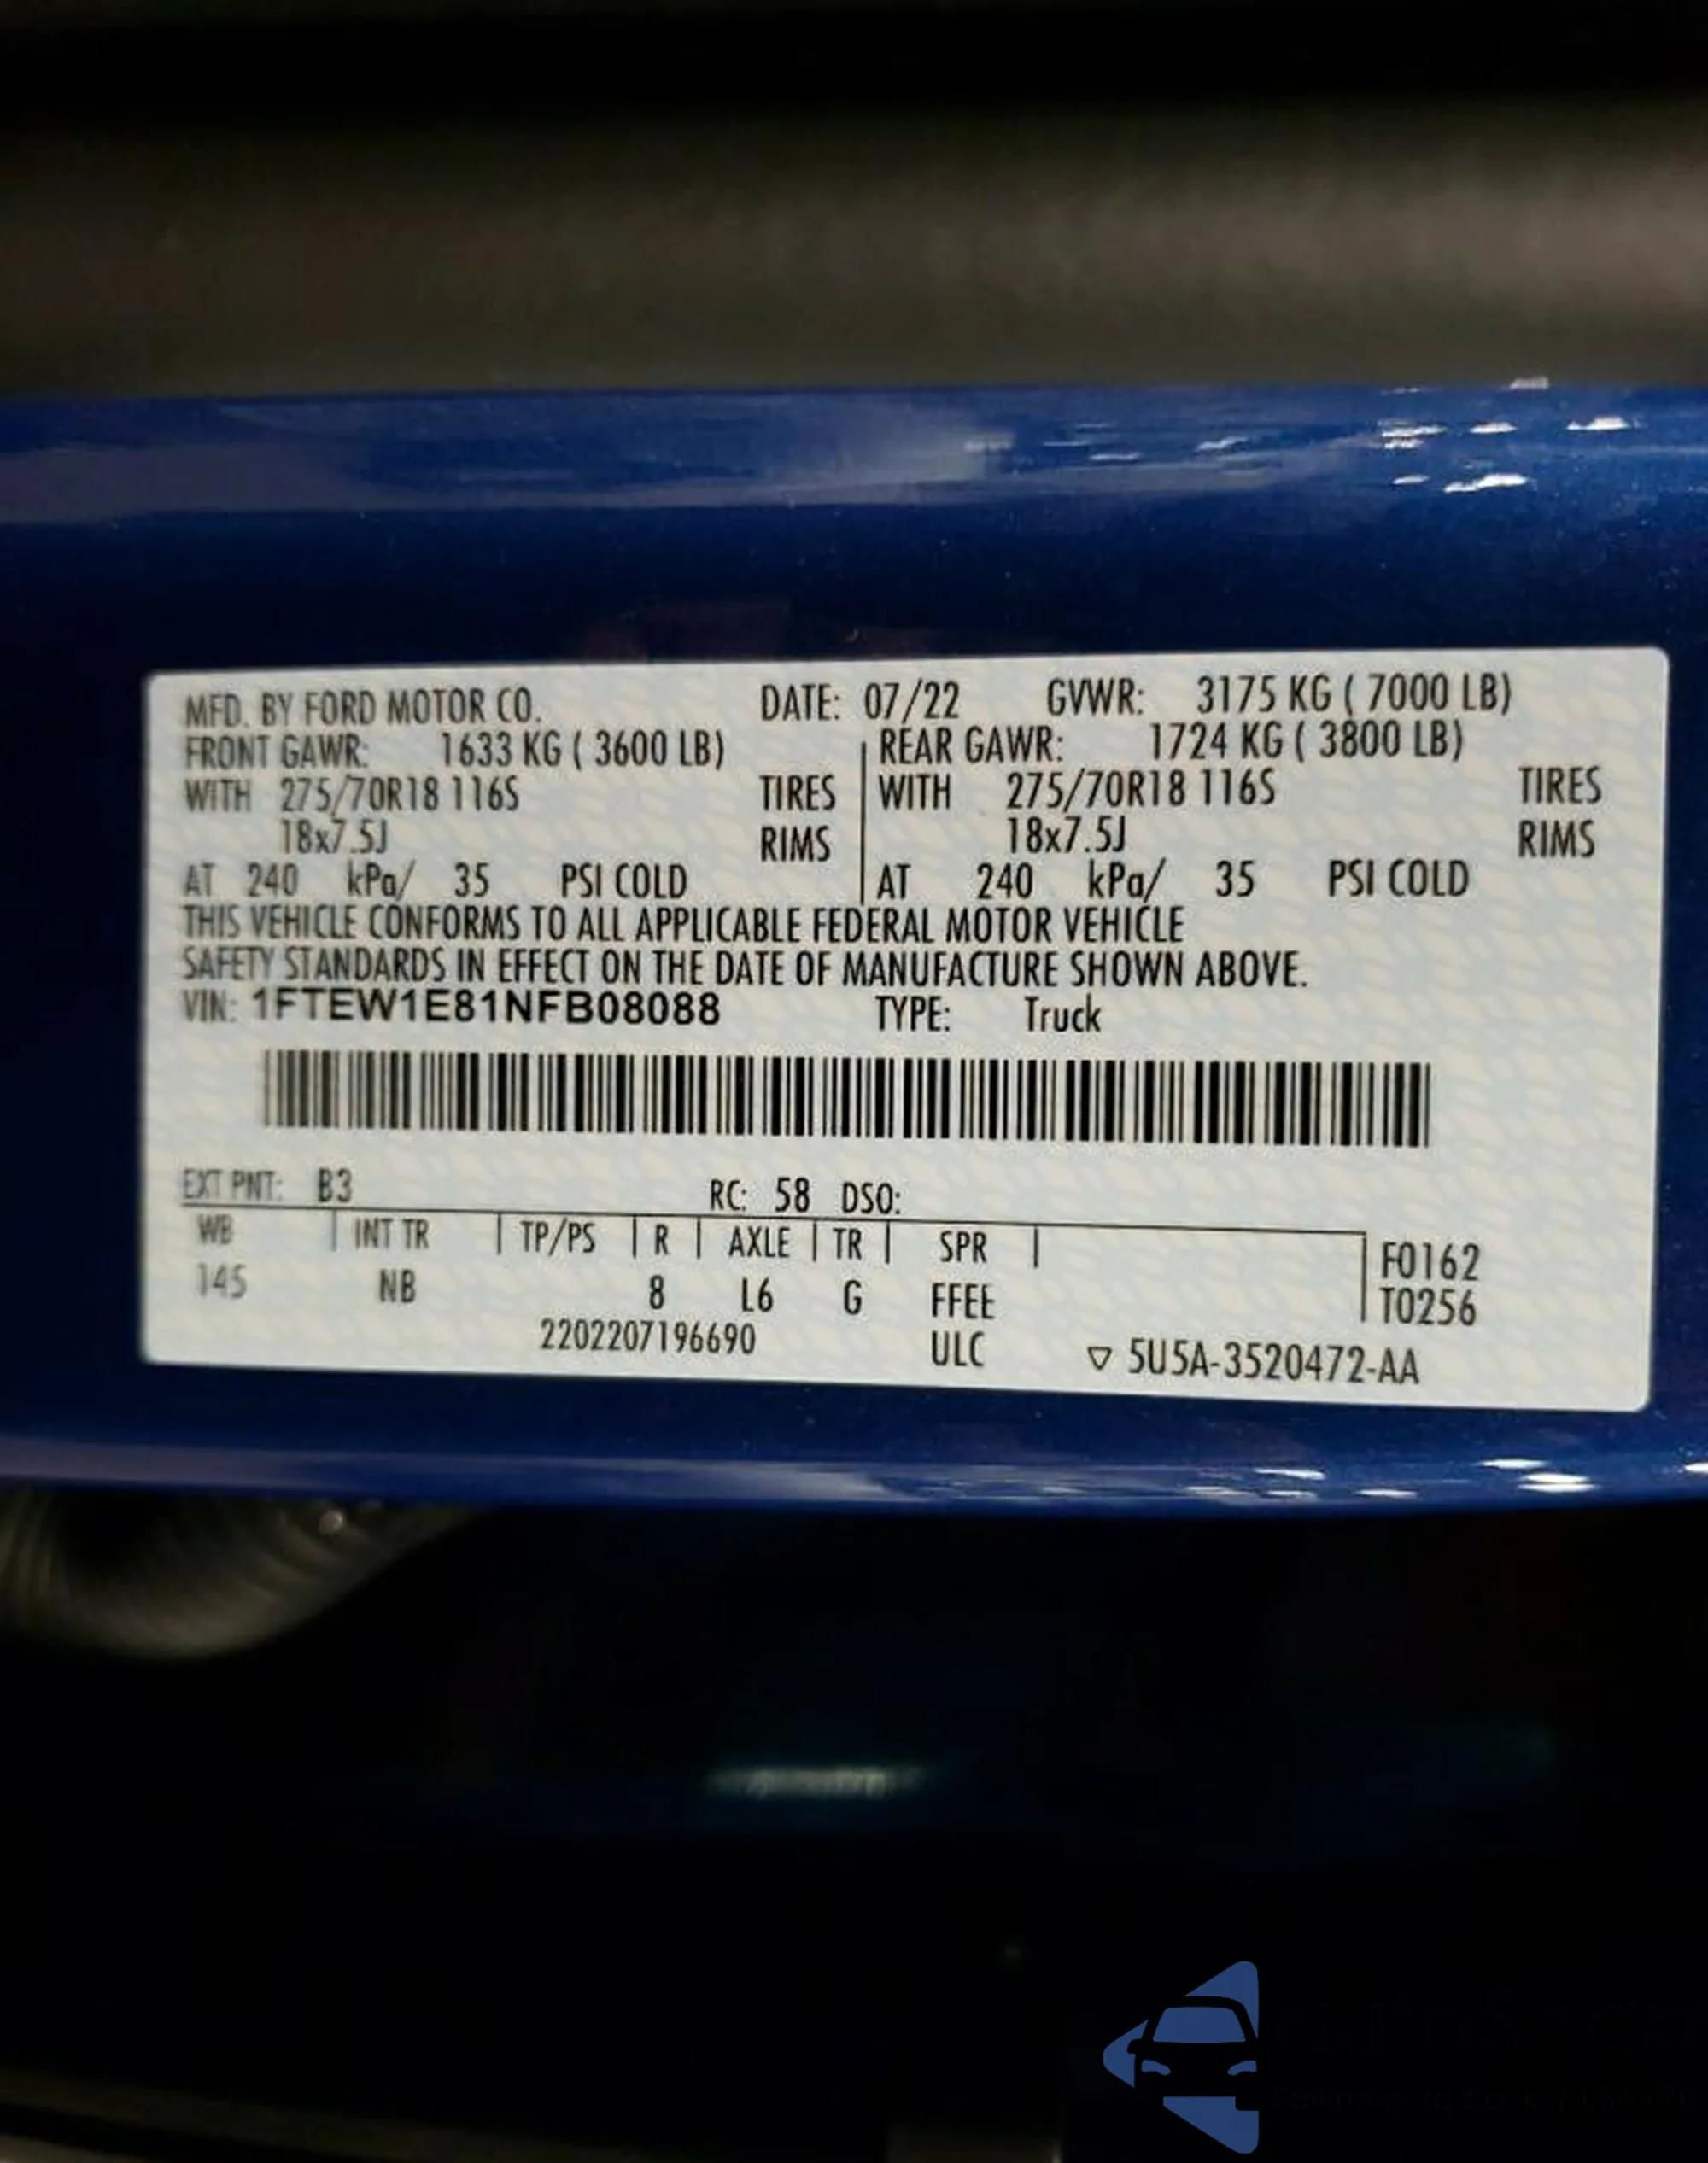 MFD. BY FORD MOTOR CO. DATE: 07/22 GVWR: 3175 KG ( 7000 LB)
FRONT GAWR: 1633 KG ( 3600 LB) REAR GAWR: 1724 KG ( 3800 LB)
WITH 275/70R18 116S TIRES WITH 275/70R18 116S TIRES
18x7.5J RIMS 18x7.5J RIMS
AT 240 kPa/ 35 PSI COLD AT 240 kPa/ 35 PSI COLD
THIS VEHICLE CONFORMS TO ALL APPLICABLE FEDERAL MOTOR VEHICLE
SAFETY STANDARDS IN EFFECT ON THE DATE OF MANUFACTURE SHOWN ABOVE.
VIN: 1FTEW1E81NFB08088 TYPE: Truck
EXT PNT: B3 RC: 58 DSO:
WB INT TR TP/PS R AXLE TR SPR F0162
145 NB 8 L6 G FFEE T0256
2202207196690 ULC ▽ 5U5A-3520472-AA